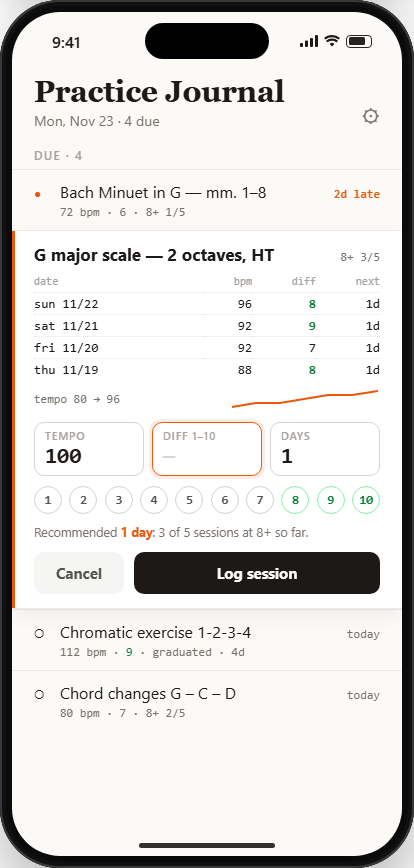 9:41
Practice Journal
Mon, Nov 23 · 4 due
DUE · 4
Bach Minuet in G — mm. 1–8 2d late
72 bpm · 6 · 8+ 1/5
G major scale — 2 octaves, HT 8+ 3/5
date bpm diff next
sun 11/22 96 8 1d
sat 11/21 92 9 1d
fri 11/20 92 7 1d
thu 11/19 88 8 1d
tempo 80 → 96
TEMPO DIFF 1–10 DAYS
100 — 1
1 2 3 4 5 6 7 8 9 10
Recommended 1 day: 3 of 5 sessions at 8+ so far.
Cancel Log session
Chromatic exercise 1-2-3-4 today
112 bpm · 9 · graduated · 4d
Chord changes G – C – D today
80 bpm · 7 · 8+ 2/5